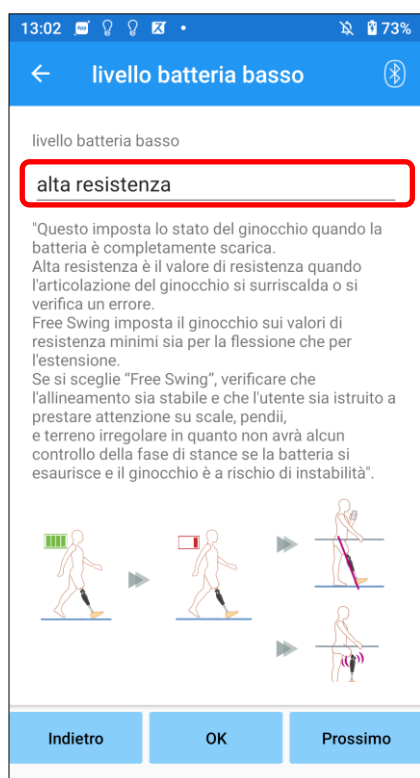 13:02
73%
livello batteria basso
livello batteria basso
alta resistenza
"Questo imposta lo stato del ginocchio quando la
batteria è completamente scarica.
Alta resistenza è il valore di resistenza quando
l'articolazione del ginocchio si surriscalda o si
verifica un errore.
Free Swing imposta il ginocchio sui valori di
resistenza minimi sia per la flessione che per
l'estensione.
Se si sceglie “Free Swing”, verificare che
l'allineamento sia stabile e che l'utente sia istruito a
prestare attenzione su scale, pendii,
e terreno irregolare in quanto non avrà alcun
controllo della fase di stance se la batteria si
esaurisce e il ginocchio è a rischio di instabilità".
Indietro
OK
Prossimo